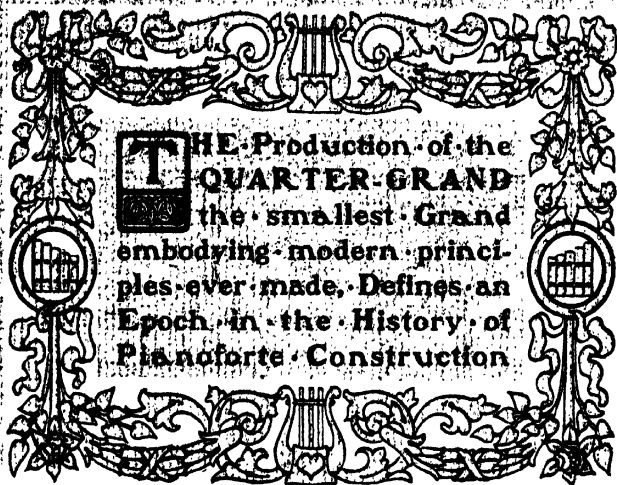 THE·Production·of·the
QUARTER-GRAND
the·smallest·Grand
embodying·modern·princi-
ples·ever·made,·Defines·an
Epoch·in·the·History·of
Pianoforte·Construction